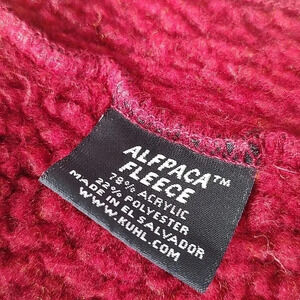 ALFPACA™
FLEECE
78% ACRYLIC
22% POLYESTER
MADE IN EL SALVADOR
WWW.KUHL.COM